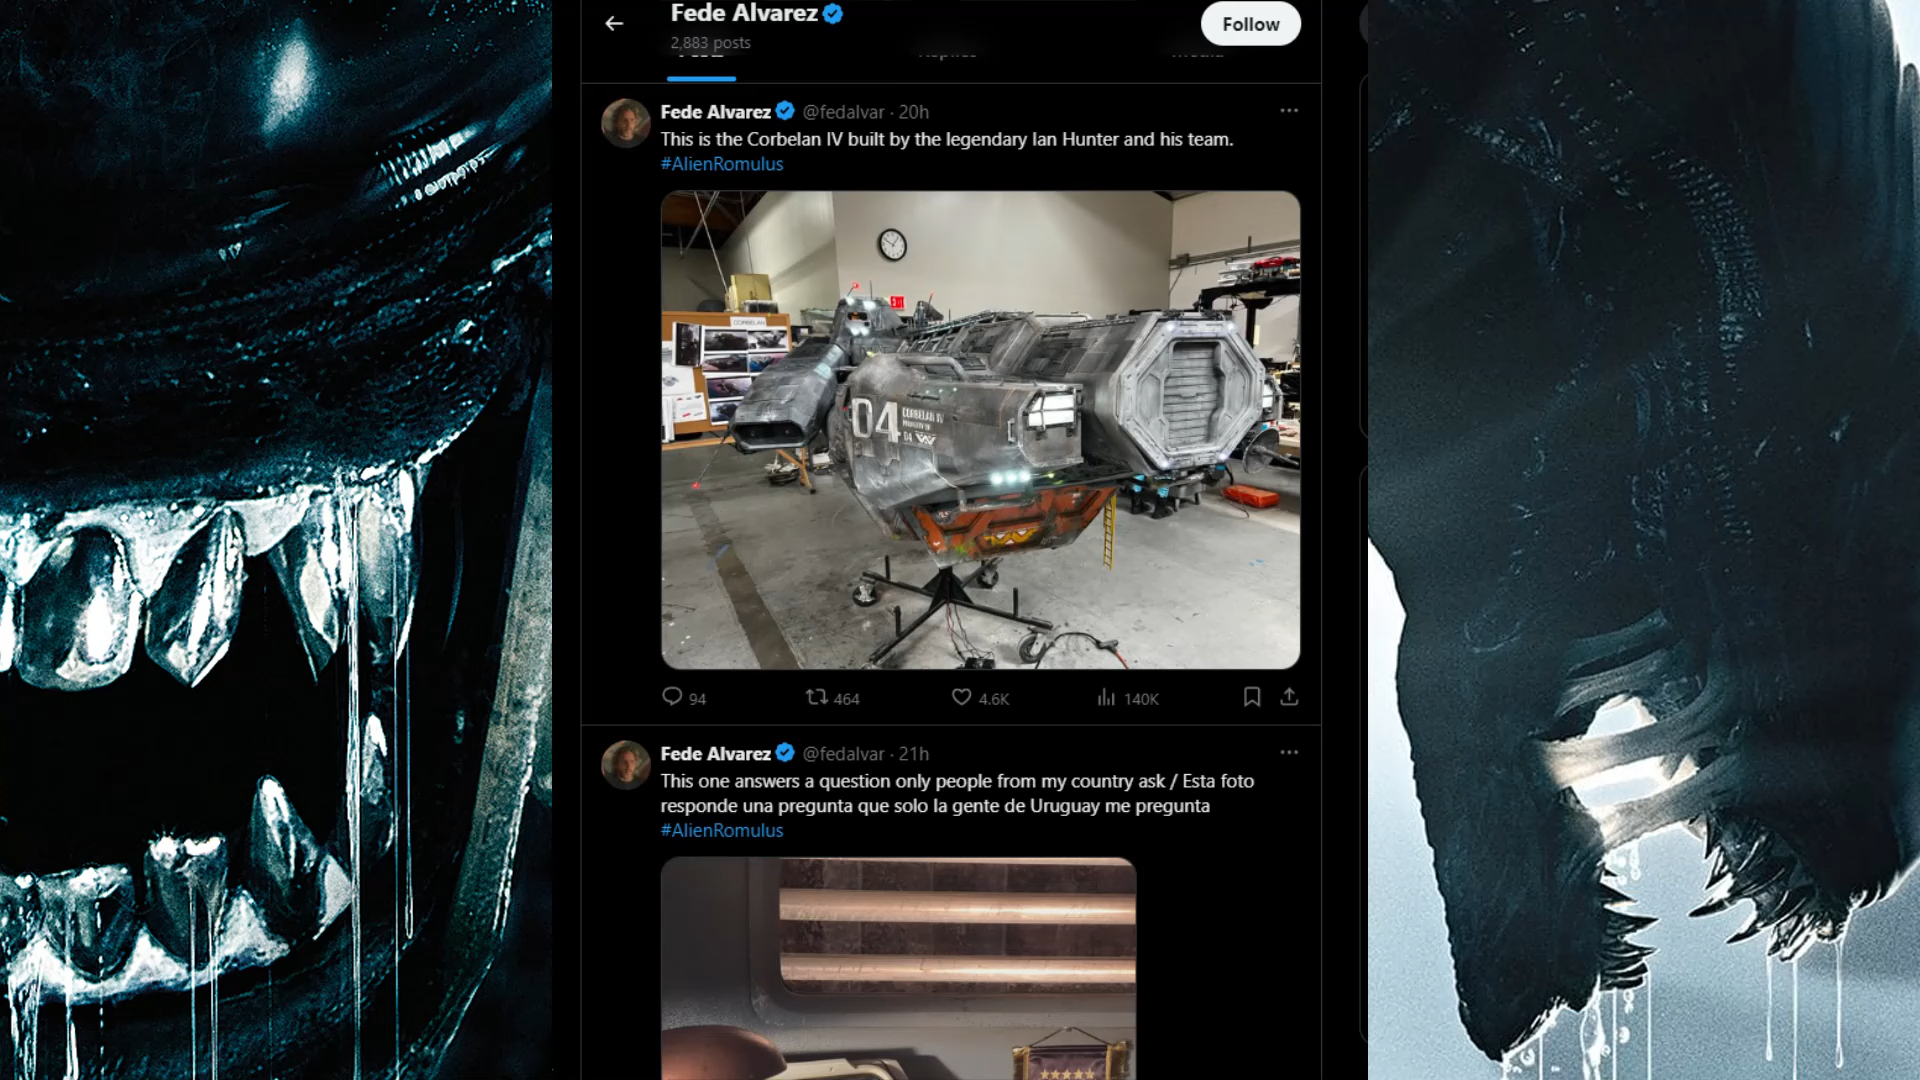 Fede Alvarez
2,883 posts
Follow
Fede Alvarez @fedalvar · 20h
This is the Corbelan IV built by the legendary Ian Hunter and his team.
#AlienRomulus
EXIT
CORBELAN
04
CORBELAN IV
04
94
464
4.6K
140K
Fede Alvarez @fedalvar · 21h
This one answers a question only people from my country ask / Esta foto
responde una pregunta que solo la gente de Uruguay me pregunta
#AlienRomulus